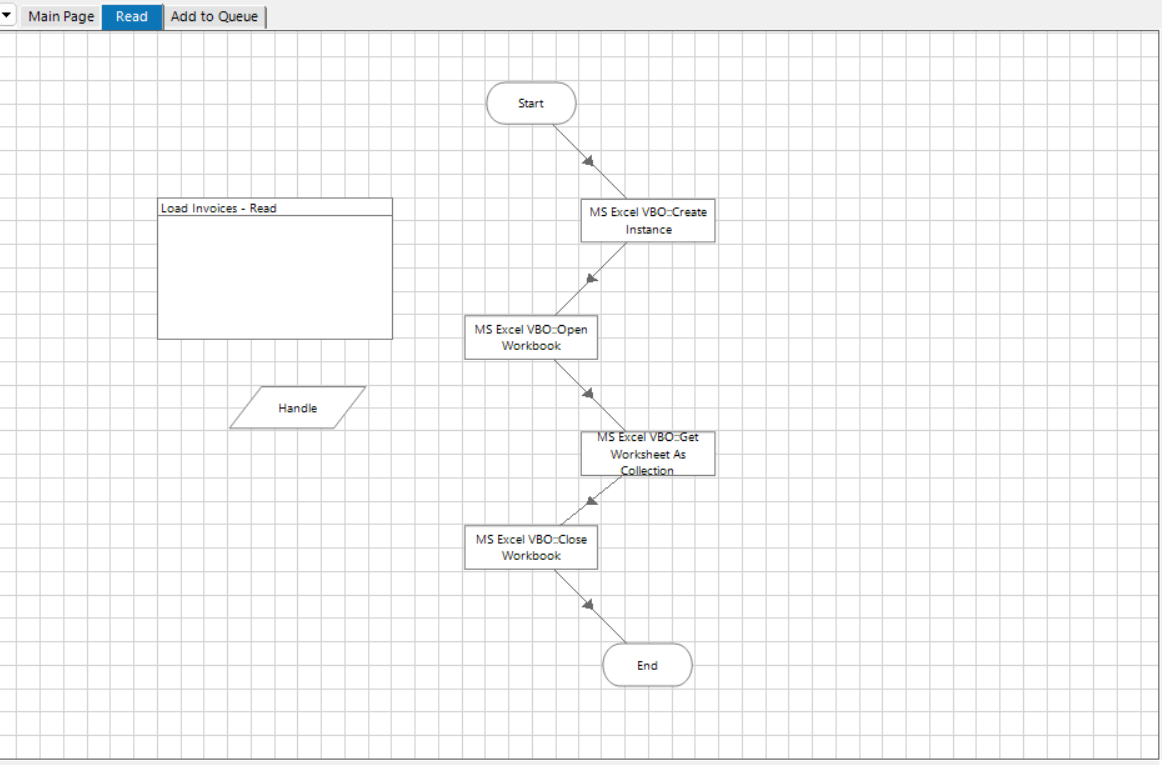 Main Page
Read
Add to Queue
Start
Load Invoices - Read
MS Excel VBO::Create
Instance
MS Excel VBO::Open
Workbook
Handle
MS Excel VBO::Get
Worksheet As
Collection
MS Excel VBO::Close
Workbook
End